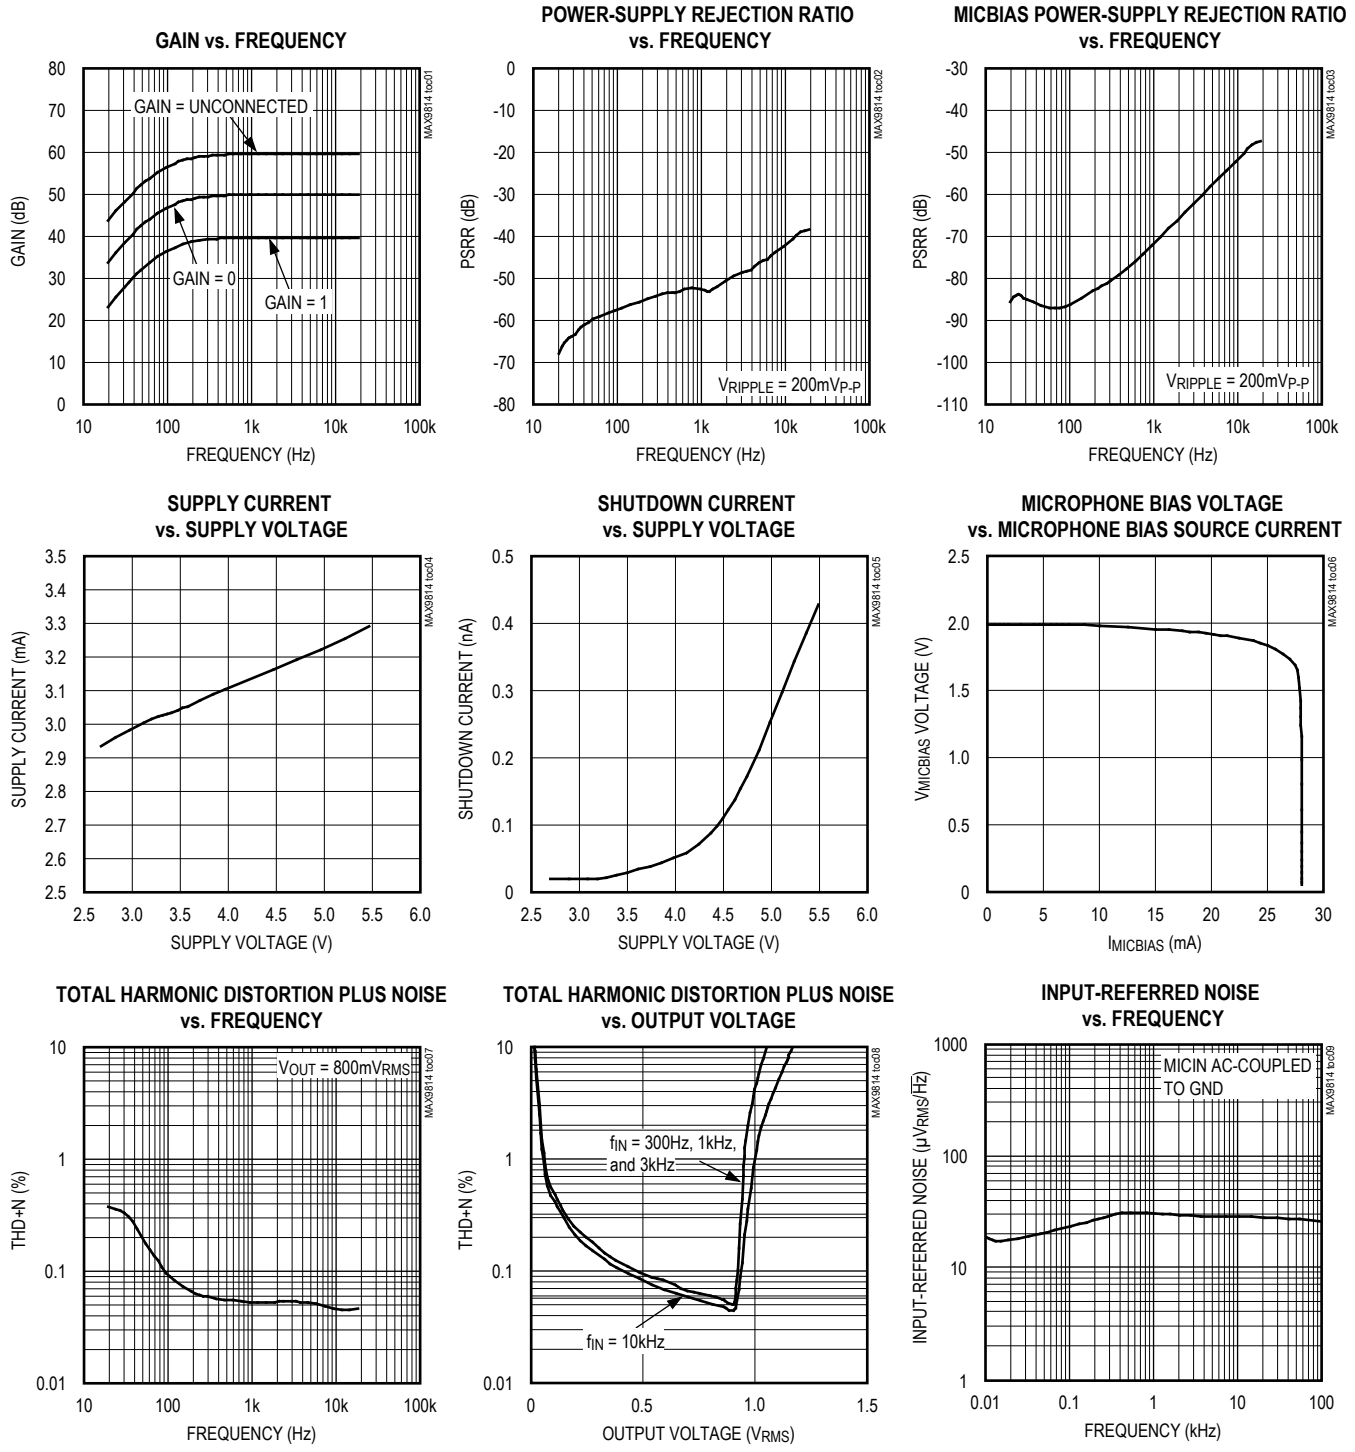 GAIN vs. FREQUENCY
80
70
60
50
40
30
20
10
0
GAIN (dB)
GAIN = UNCONNECTED
GAIN = 0
GAIN = 1
10
100
1k
10k
100k
FREQUENCY (Hz)
MAX9814 toc01
POWER-SUPPLY REJECTION RATIO
vs. FREQUENCY
0
-10
-20
-30
-40
-50
-60
-70
-80
PSRR (dB)
VRIPPLE = 200mVP-P
10
100
1k
10k
100k
FREQUENCY (Hz)
MAX9814 toc02
MICBIAS POWER-SUPPLY REJECTION RATIO
vs. FREQUENCY
-30
-40
-50
-60
-70
-80
-90
-100
-110
PSRR (dB)
VRIPPLE = 200mVP-P
10
100
1k
10k
100k
FREQUENCY (Hz)
MAX9814 toc03
SUPPLY CURRENT
vs. SUPPLY VOLTAGE
3.5
3.4
3.3
3.2
3.1
3.0
2.9
2.8
2.7
2.6
2.5
SUPPLY CURRENT (mA)
2.5
3.0
3.5
4.0
4.5
5.0
5.5
6.0
SUPPLY VOLTAGE (V)
MAX9814 toc04
SHUTDOWN CURRENT
vs. SUPPLY VOLTAGE
0.5
0.4
0.3
0.2
0.1
0
SHUTDOWN CURRENT (nA)
2.5
3.0
3.5
4.0
4.5
5.0
5.5
6.0
SUPPLY VOLTAGE (V)
MAX9814 toc05
MICROPHONE BIAS VOLTAGE
vs. MICROPHONE BIAS SOURCE CURRENT
2.5
2.0
1.5
1.0
0.5
0
VMICBIAS VOLTAGE (V)
0
5
10
15
20
25
30
IMICBIAS (mA)
MAX9814 toc06
TOTAL HARMONIC DISTORTION PLUS NOISE
vs. FREQUENCY
10
1
0.1
0.01
THD+N (%)
VOUT = 800mVRMS
10
100
1k
10k
100k
FREQUENCY (Hz)
MAX9814 toc07
TOTAL HARMONIC DISTORTION PLUS NOISE
vs. OUTPUT VOLTAGE
10
1
0.1
0.01
THD+N (%)
fIN = 300Hz, 1kHz,
and 3kHz
fIN = 10kHz
0
0.5
1.0
1.5
OUTPUT VOLTAGE (VRMS)
MAX9814 toc08
INPUT-REFERRED NOISE
vs. FREQUENCY
1000
100
10
1
INPUT-REFERRED NOISE (µVRMS/√Hz)
MICIN AC-COUPLED
TO GND
0.01
0.1
1
10
100
FREQUENCY (kHz)
MAX9814 toc09